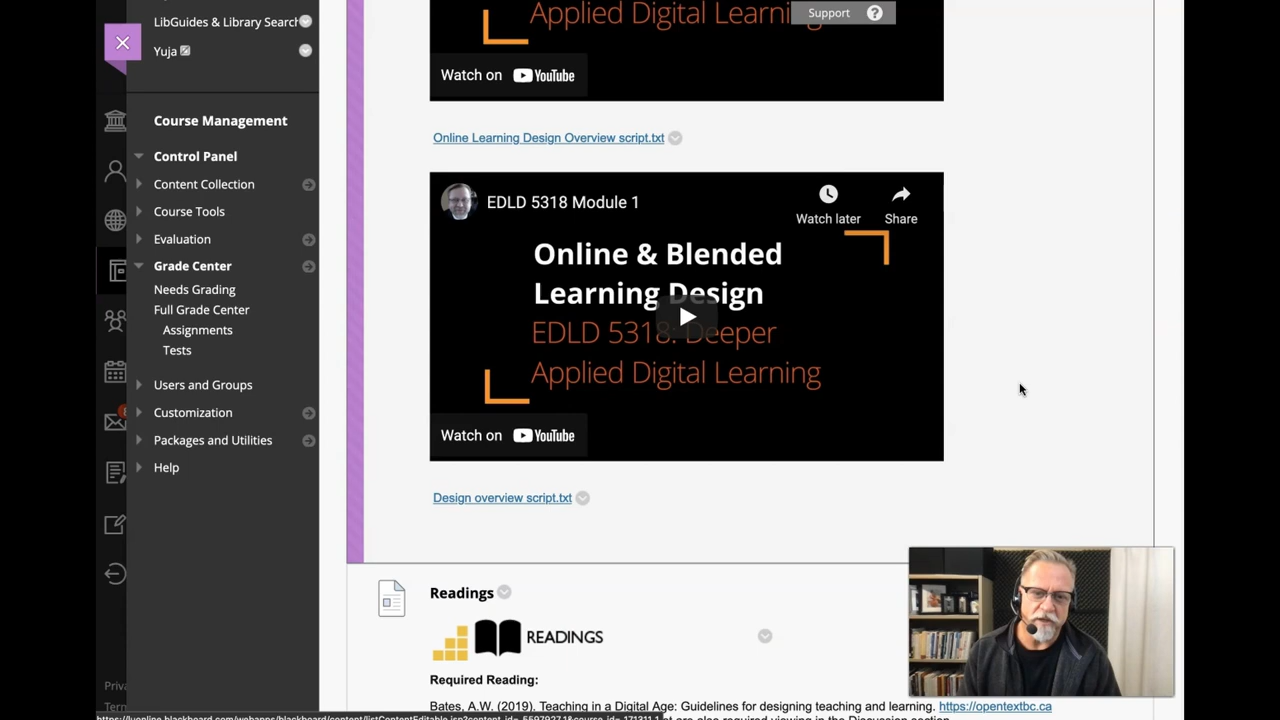 LibGuides & Library Search
Yuja
Course Management
Control Panel
Content Collection
Course Tools
Evaluation
Grade Center
Needs Grading
Full Grade Center
Assignments
Tests
Users and Groups
Customization
Packages and Utilities
Help
Applied Digital Learning
Support ?
Watch on YouTube
Online Learning Design Overview script.txt
EDLD 5318 Module 1
Watch later
Share
Online & Blended
Learning Design
EDLD 5318: Deeper
Applied Digital Learning
Watch on YouTube
Design overview script.txt
Readings
READINGS
Required Reading:
Bates, A.W. (2019). Teaching in a Digital Age: Guidelines for designing teaching and learning. https://opentextbc.ca